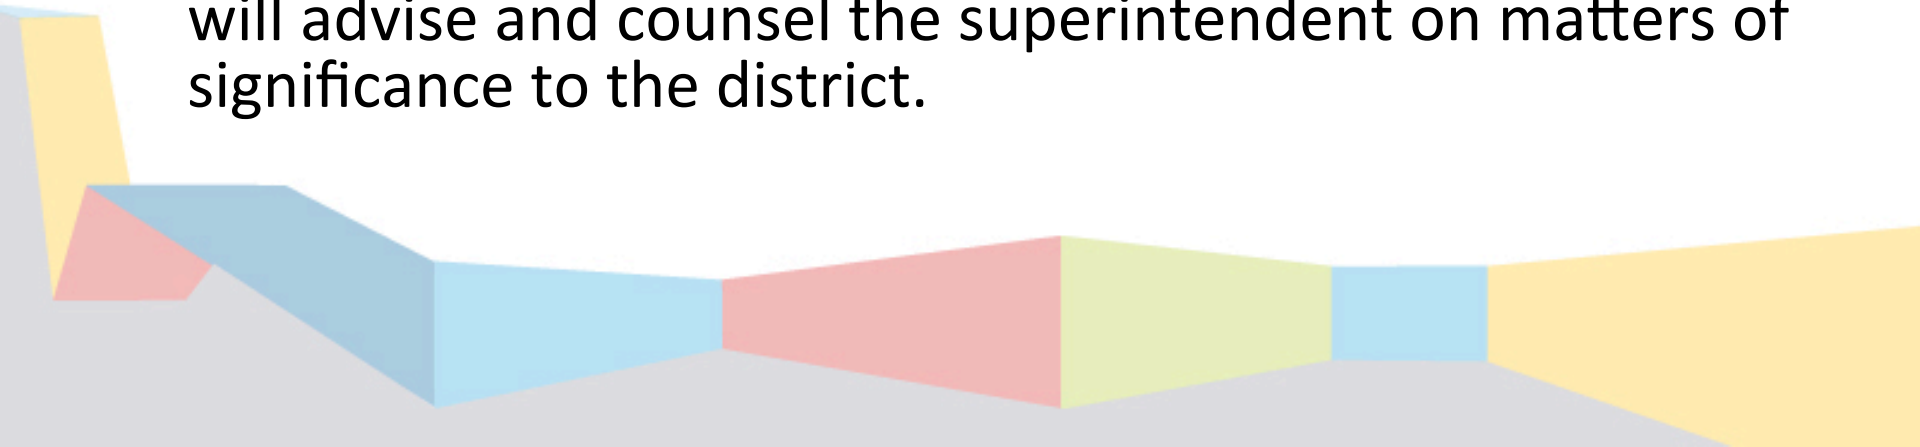 will advise and counsel the superintendent on matters of
significance to the district.